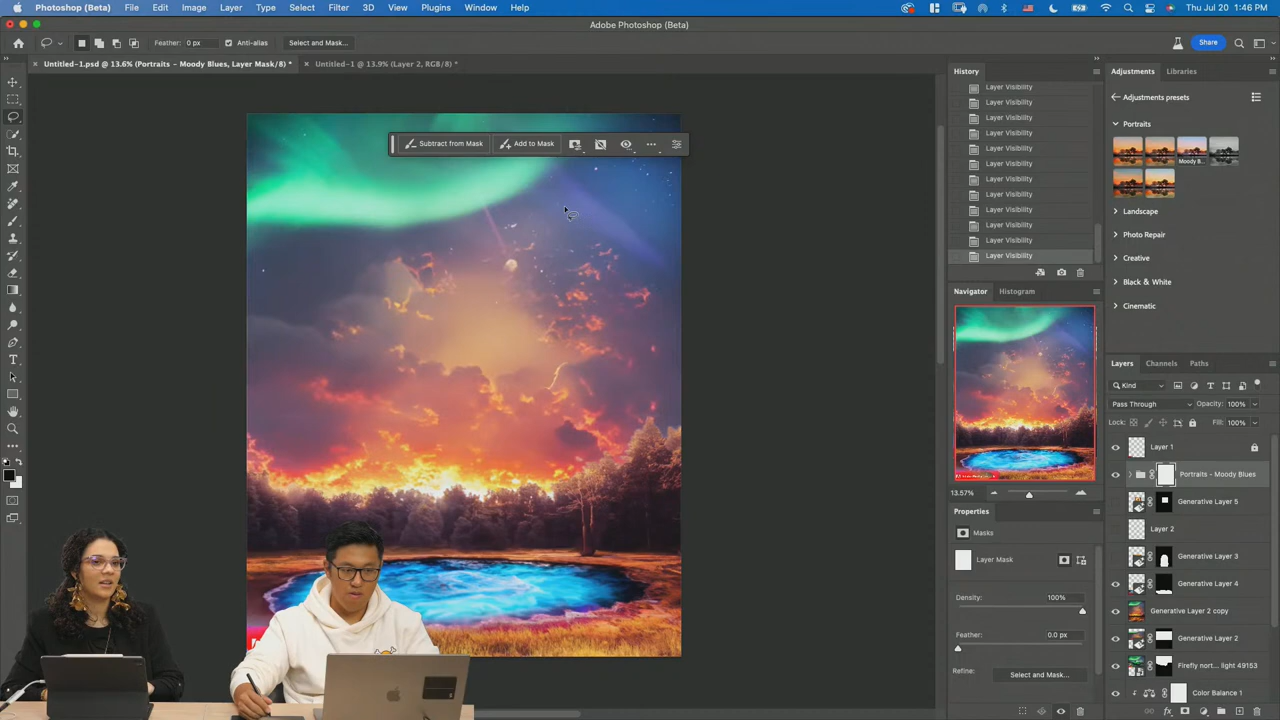 Photoshop (Beta) File Edit Image Layer Type Select Filter 3D View Plugins Window Help Thu Jul 20 1:46 PM
Adobe Photoshop (Beta)
Feather: 0 px Anti-alias Select and Mask... Share
Untitled-1.psd @ 13.6% (Portraits - Moody Blues, Layer Mask/8) * Untitled-1 @ 13.9% (Layer 2, RGB/8) *
Subtract from Mask Add to Mask
History
Layer Visibility
Layer Visibility
Layer Visibility
Layer Visibility
Layer Visibility
Layer Visibility
Layer Visibility
Layer Visibility
Layer Visibility
Layer Visibility
Layer Visibility
Layer Visibility
Navigator Histogram
13.57%
Properties
Masks
Layer Mask
Density: 100%
Feather: 0.0 px
Refine: Select and Mask...
Adjustments Libraries
Adjustments presets
Portraits
Moody B...
Landscape
Photo Repair
Creative
Black & White
Cinematic
Layers Channels Paths
Kind
Pass Through Opacity: 100%
Lock: Fill: 100%
Layer 1
Portraits - Moody Blues
Generative Layer 5
Layer 2
Generative Layer 3
Generative Layer 4
Generative Layer 2 copy
Generative Layer 2
Firefly nort... light 49153
Color Balance 1